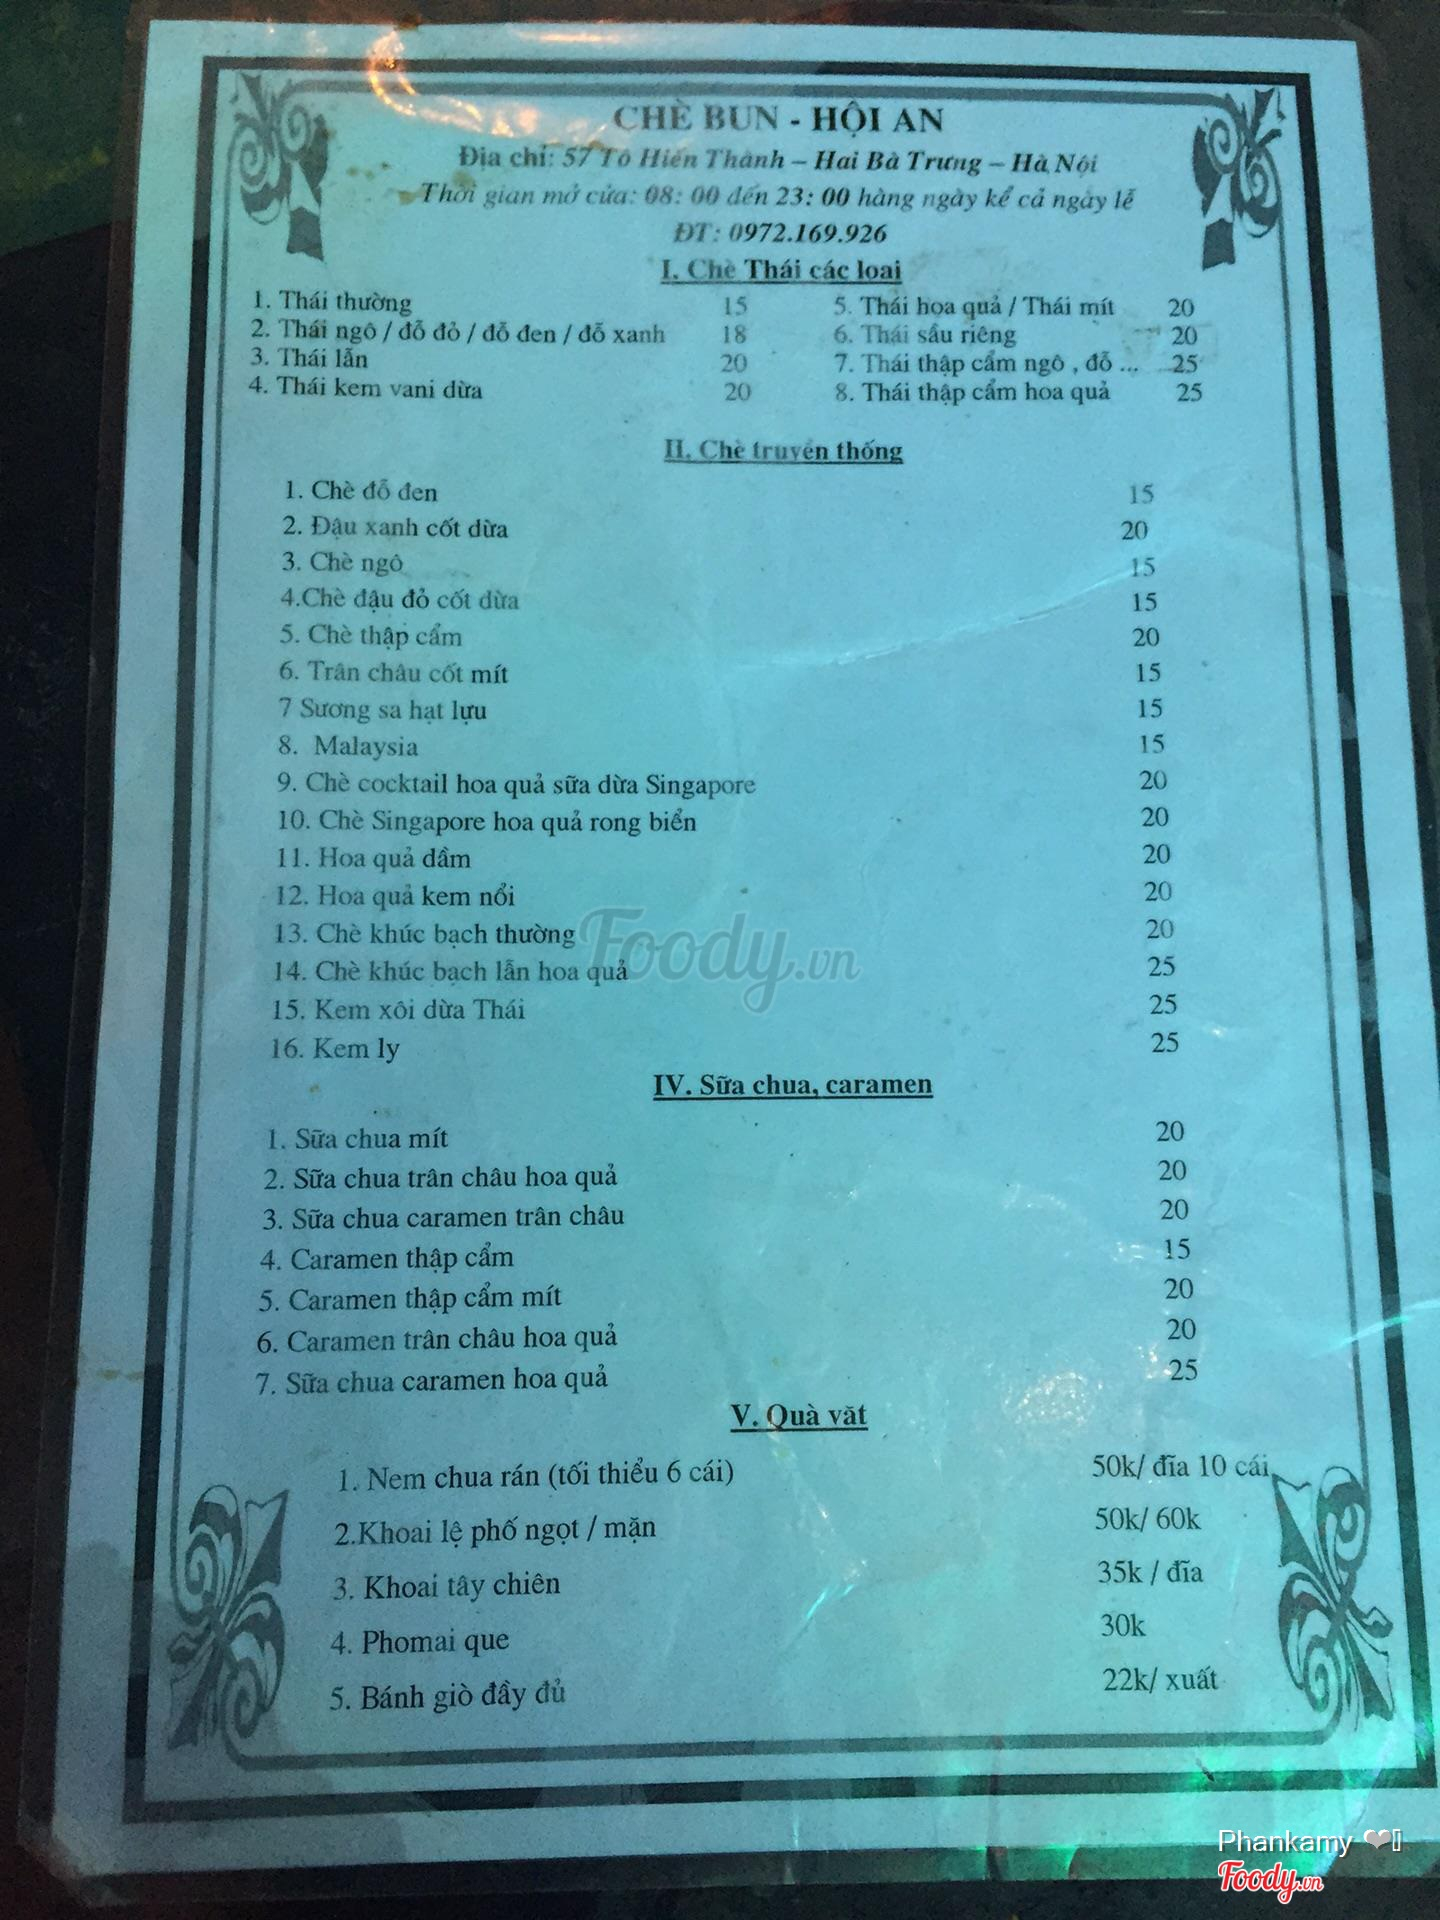 CHÈ BUN - HỘI AN
Địa chỉ: 57 Tô Hiến Thành – Hai Bà Trưng – Hà Nội
Thời gian mở cửa: 08: 00 đến 23: 00 hàng ngày kể cả ngày lễ
ĐT: 0972.169.926
I. Chè Thái các loại
1. Thái thường 15 5. Thái hoa quả / Thái mít 20
2. Thái ngô / đỗ đỏ / đỗ đen / đỗ xanh 18 6. Thái sầu riêng 20
3. Thái lẫn 20 7. Thái thập cẩm ngô , đỗ ... 25
4. Thái kem vani dừa 20 8. Thái thập cẩm hoa quả 25
II. Chè truyền thống
1. Chè đỗ đen 15
2. Đậu xanh cốt dừa 20
3. Chè ngô 15
4.Chè đậu đỏ cốt dừa 15
5. Chè thập cẩm 20
6. Trân châu cốt mít 15
7 Sương sa hạt lựu 15
8. Malaysia 15
9. Chè cocktail hoa quả sữa dừa Singapore 20
10. Chè Singapore hoa quả rong biển 20
11. Hoa quả dầm 20
12. Hoa quả kem nổi 20
13. Chè khúc bạch thường 20
14. Chè khúc bạch lẫn hoa quả 25
15. Kem xôi dừa Thái 25
16. Kem ly 25
IV. Sữa chua, caramen
1. Sữa chua mít 20
2. Sữa chua trân châu hoa quả 20
3. Sữa chua caramen trân châu 20
4. Caramen thập cẩm 15
5. Caramen thập cẩm mít 20
6. Caramen trân châu hoa quả 20
7. Sữa chua caramen hoa quả 25
V. Quà vặt
1. Nem chua rán (tối thiểu 6 cái) 50k/ đĩa 10 cái
2.Khoai lệ phố ngọt / mặn 50k/ 60k
3. Khoai tây chiên 35k / đĩa
4. Phomai que 30k
5. Bánh giò đầy đủ 22k/ xuất
Foody.vn
Phankamy ❤
Foody.vn